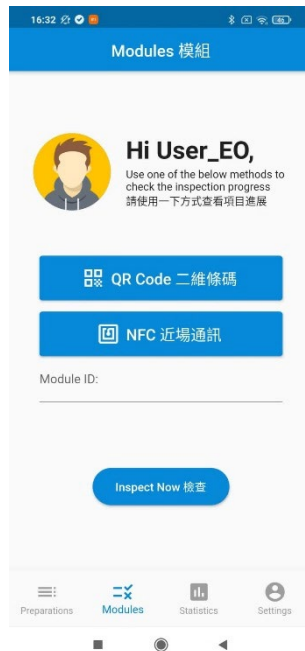 16:32
Modules 模組
Hi User_EO,
Use one of the below methods to
check the inspection progress
請使用一下方式查看項目進展
QR Code 二維條碼
NFC 近場通訊
Module ID:
Inspect Now 檢查
Preparations Modules Statistics Settings